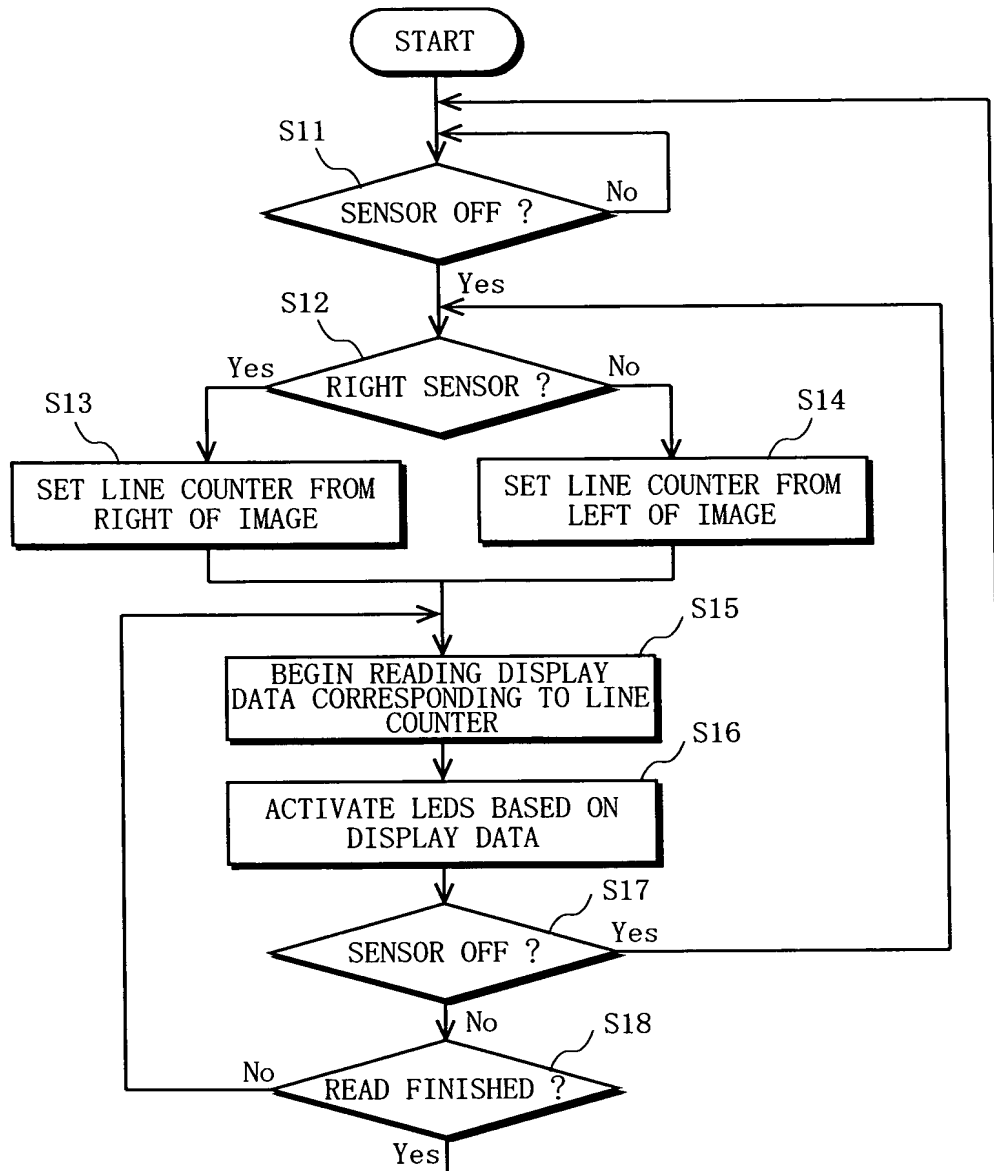 START
S11
SENSOR OFF ?
No
Yes
S12
Yes
RIGHT SENSOR ?
No
S13
S14
SET LINE COUNTER FROM
RIGHT OF IMAGE
SET LINE COUNTER FROM
LEFT OF IMAGE
S15
BEGIN READING DISPLAY
DATA CORRESPONDING TO LINE
COUNTER
S16
ACTIVATE LEDS BASED ON
DISPLAY DATA
S17
SENSOR OFF ?
Yes
No
S18
No
READ FINISHED ?
Yes